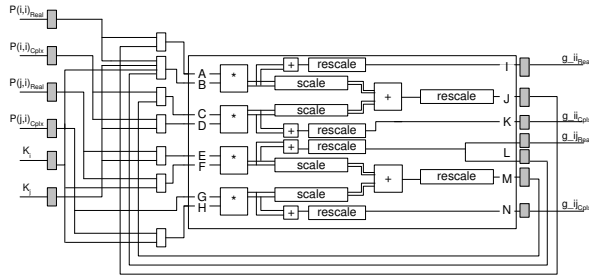 P(i,i)Real
P(i,i)Cplx
P(j,i)Real
P(j,i)Cplx
Ki
Kj
A
B
*
+
rescale
scale
I
g_iiReal
+
rescale
J
C
D
*
scale
+
rescale
K
g_iiCplx
E
F
*
+
rescale
scale
g_ijReal
L
+
rescale
M
G
H
*
scale
+
rescale
N
g_ijCplx